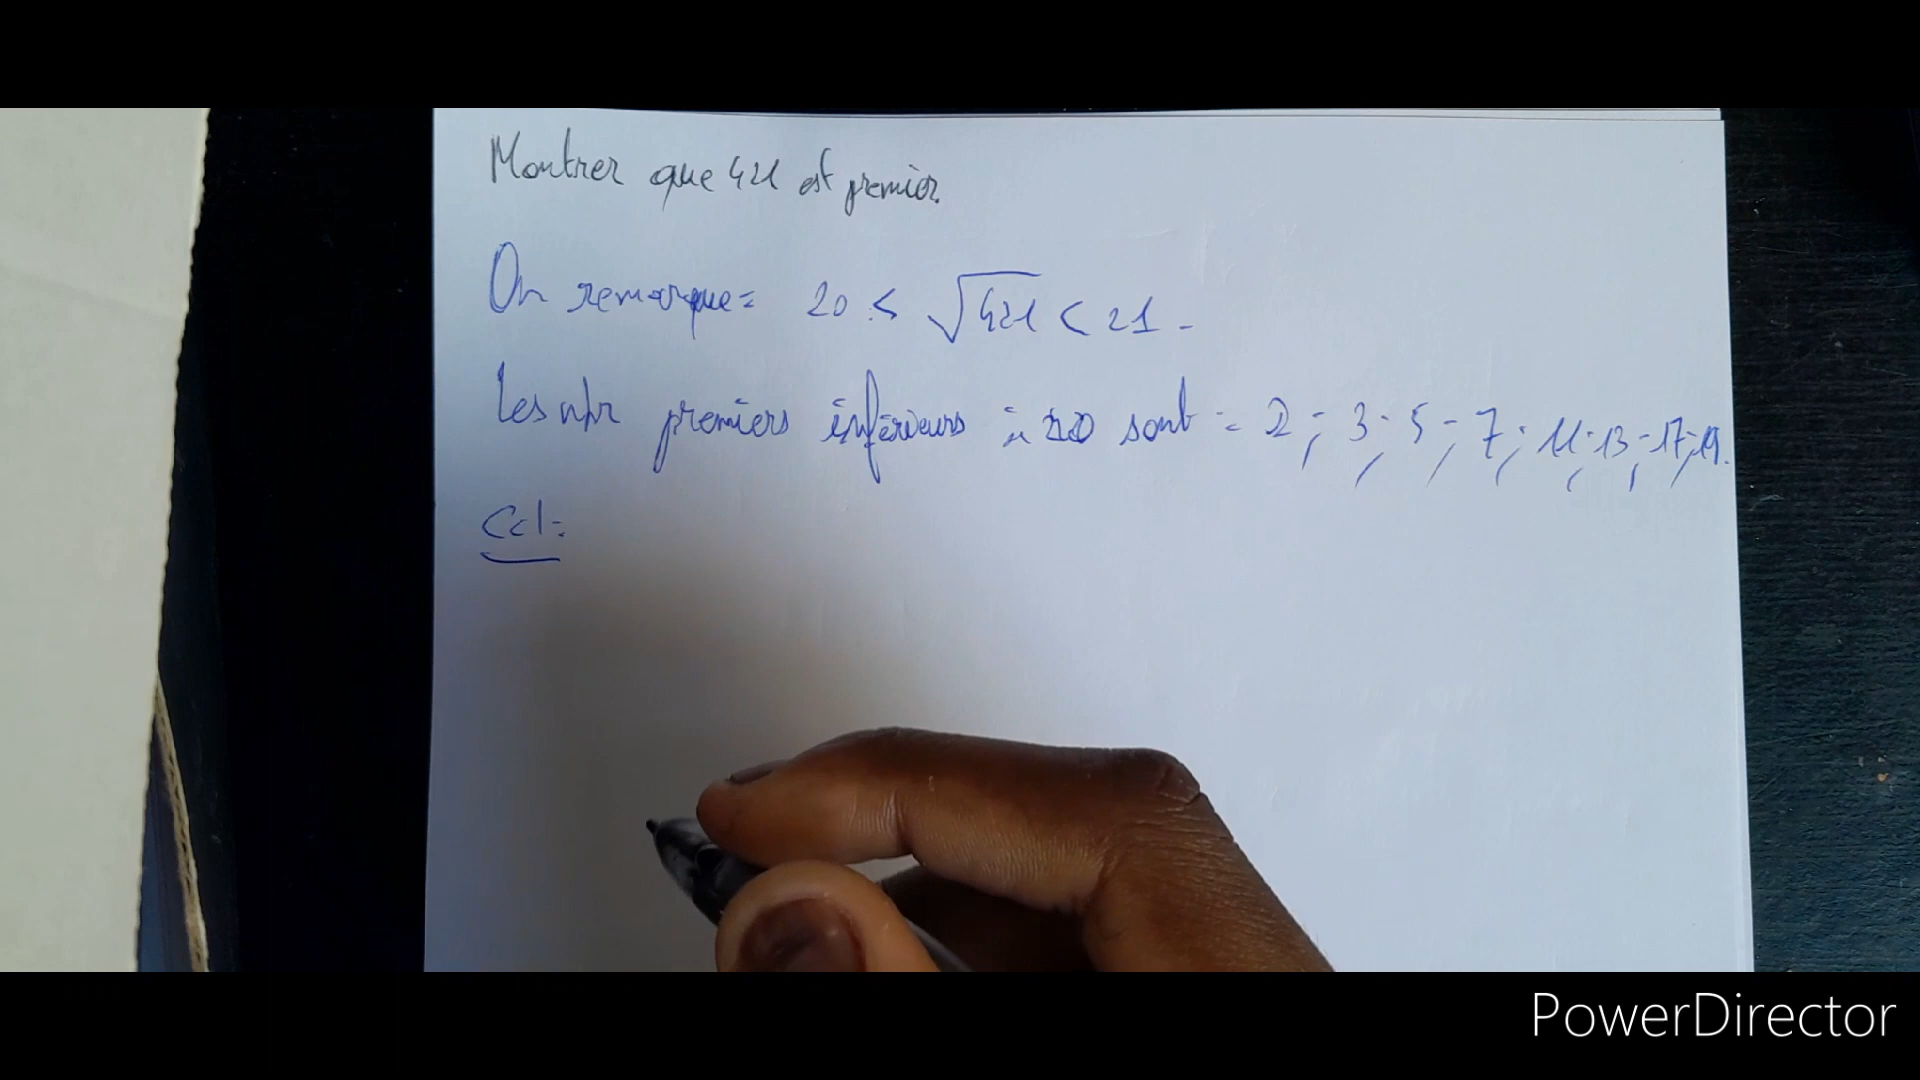 Montrer que 421 est premier.
On remarque: 20 ≤ √421 < 21.
Les nbr premiers inférieurs à 20 sont : 2 ; 3 ; 5 ; 7 ; 11 ; 13 ; 17 ; 19.
Ccl :
PowerDirector